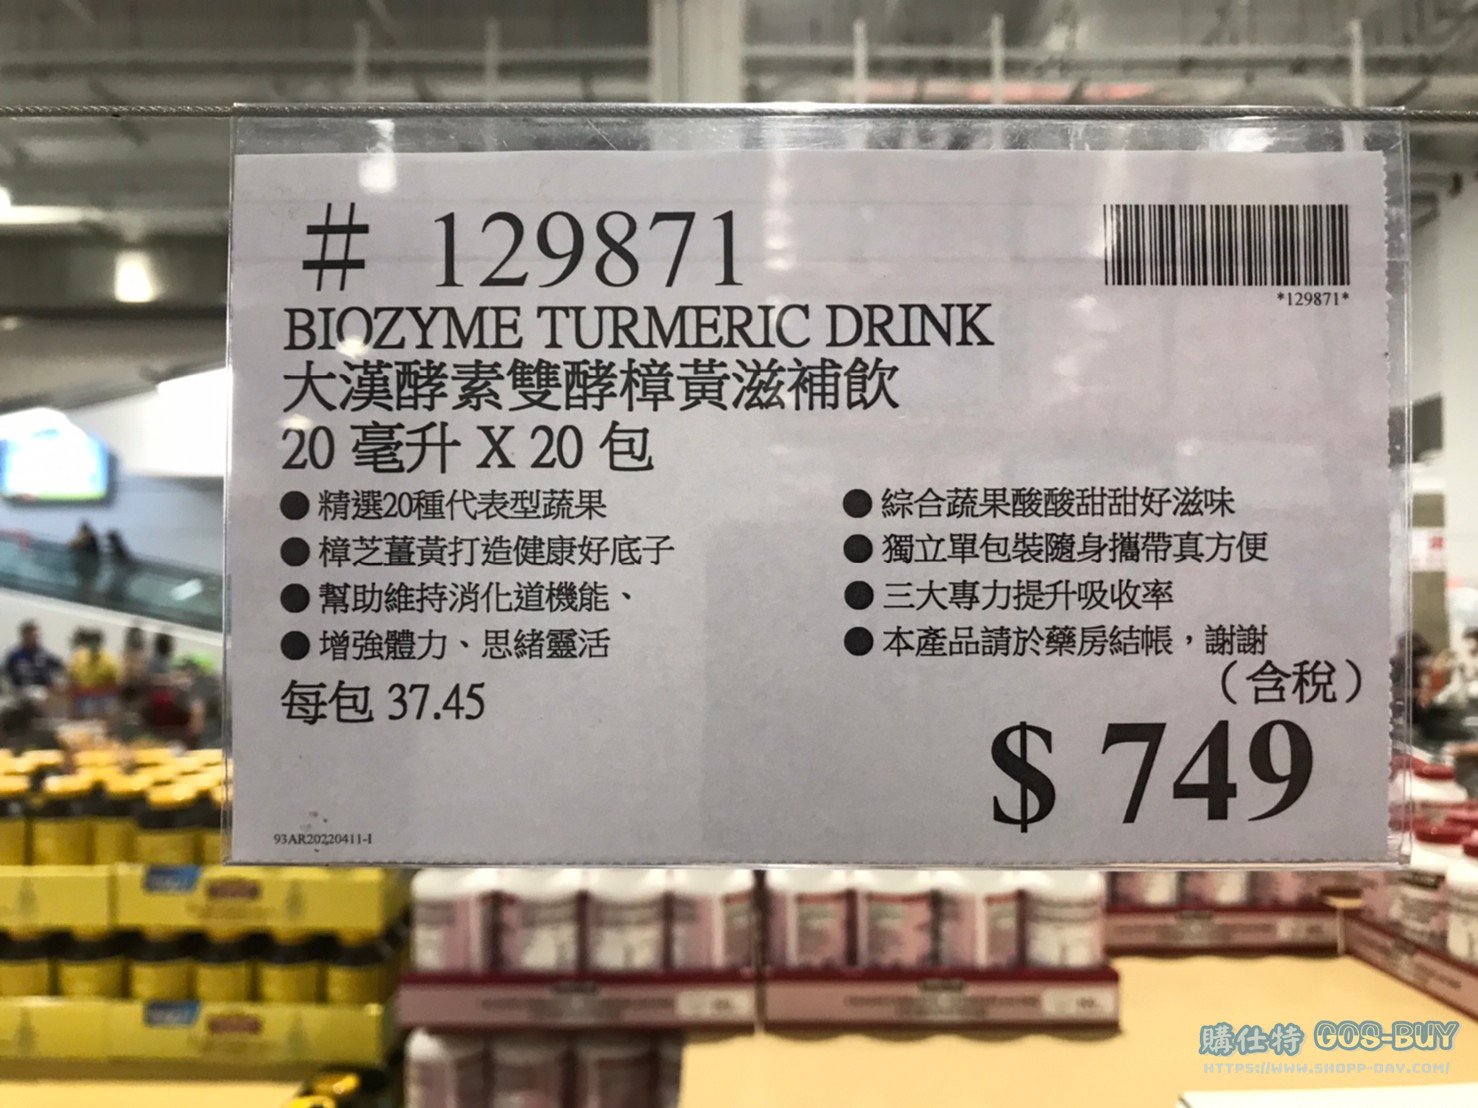 # 129871
*129871*
BIOZYME TURMERIC DRINK
大漢酵素雙酵樟黃滋補飲
20 毫升 X 20 包
● 精選20種代表型蔬果
● 樟芝薑黃打造健康好底子
● 幫助維持消化道機能、
● 增強體力、思緒靈活
● 綜合蔬果酸酸甜甜好滋味
● 獨立單包裝隨身攜帶真方便
● 三大專力提升吸收率
● 本產品請於藥房結帳，謝謝
每包 37.45
（含稅）
$ 749
93AR20220411-I
購仕特 GOS-BUY
HTTPS://WWW.SHOPP-DAY.COM/